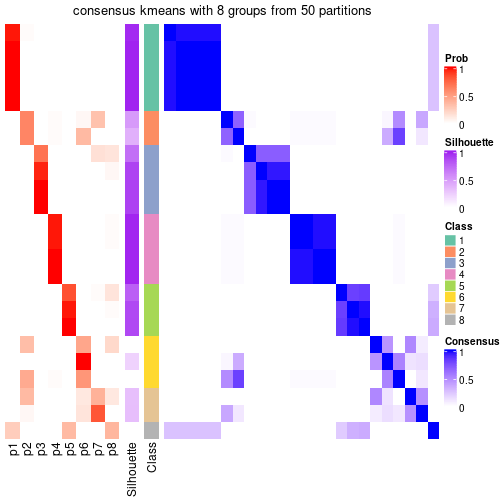 consensus kmeans with 8 groups from 50 partitions
Prob
1
0.5
0
Silhouette
1
0.5
0
Class
1
2
3
4
5
6
7
8
Consensus
1
0.5
0
p1
p2
p3
p4
p5
p6
p7
p8
Silhouette
Class